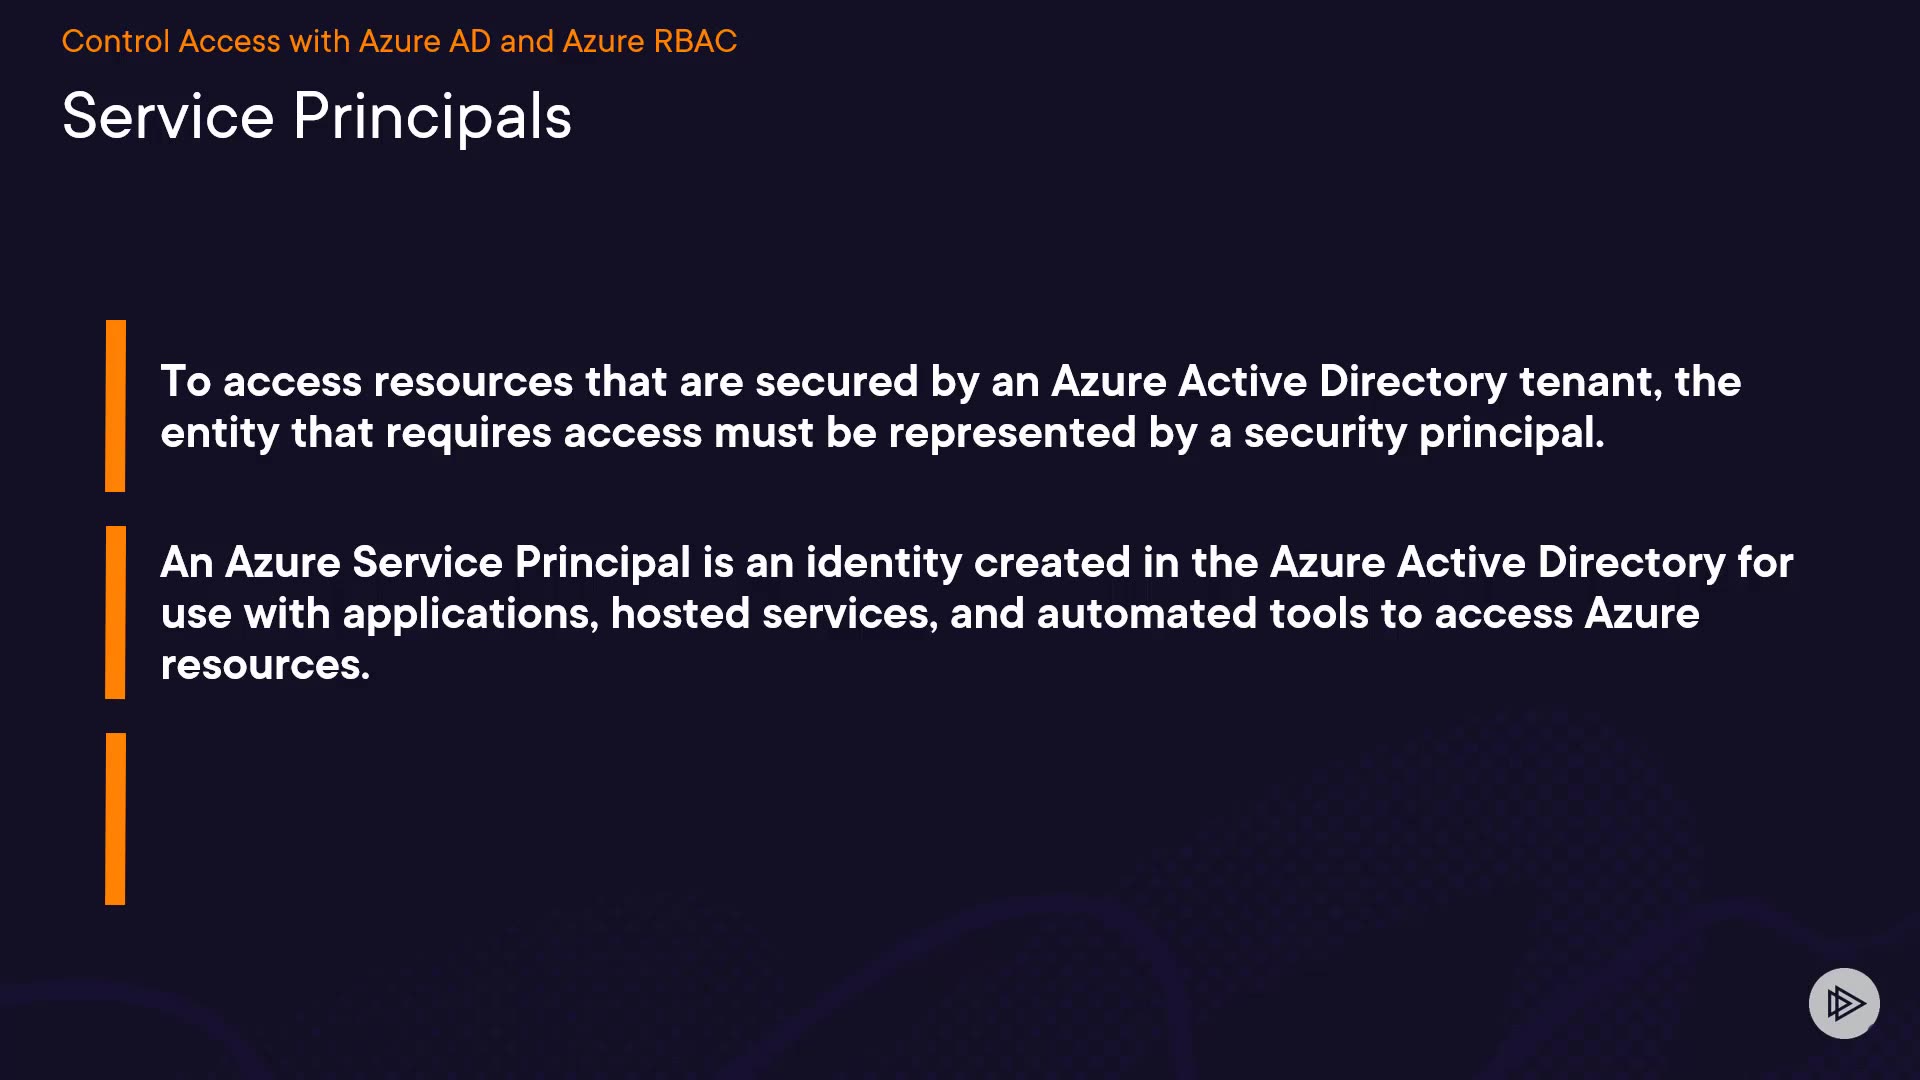 Control Access with Azure AD and Azure RBAC
Service Principals
To access resources that are secured by an Azure Active Directory tenant, the
entity that requires access must be represented by a security principal.
An Azure Service Principal is an identity created in the Azure Active Directory for
use with applications, hosted services, and automated tools to access Azure
resources.